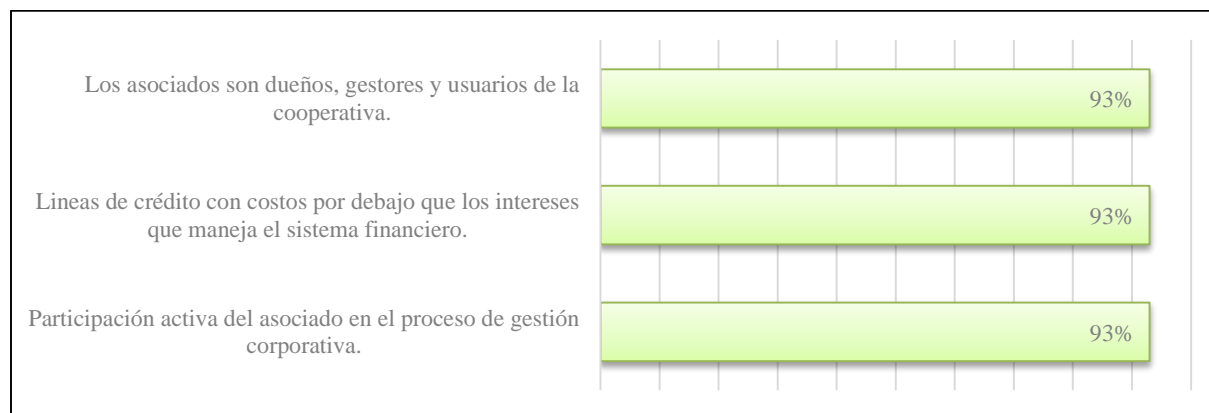 Los asociados son dueños, gestores y usuarios de la
cooperativa.
93%
Lineas de crédito con costos por debajo que los intereses
que maneja el sistema financiero.
93%
Participación activa del asociado en el proceso de gestión
corporativa.
93%